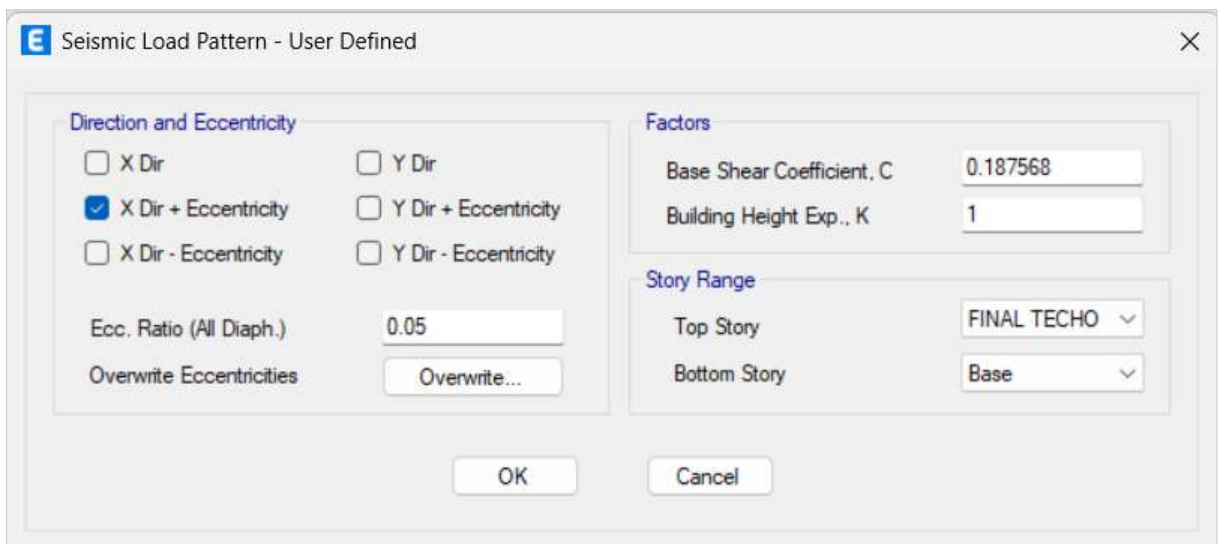 E Seismic Load Pattern - User Defined
Direction and Eccentricity
X Dir
Y Dir
X Dir + Eccentricity
Y Dir + Eccentricity
X Dir - Eccentricity
Y Dir - Eccentricity
Ecc. Ratio (All Diaph.) 0.05
Overwrite Eccentricities Overwrite...
Factors
Base Shear Coefficient, C 0.187568
Building Height Exp., K 1
Story Range
Top Story FINAL TECHO
Bottom Story Base
OK
Cancel